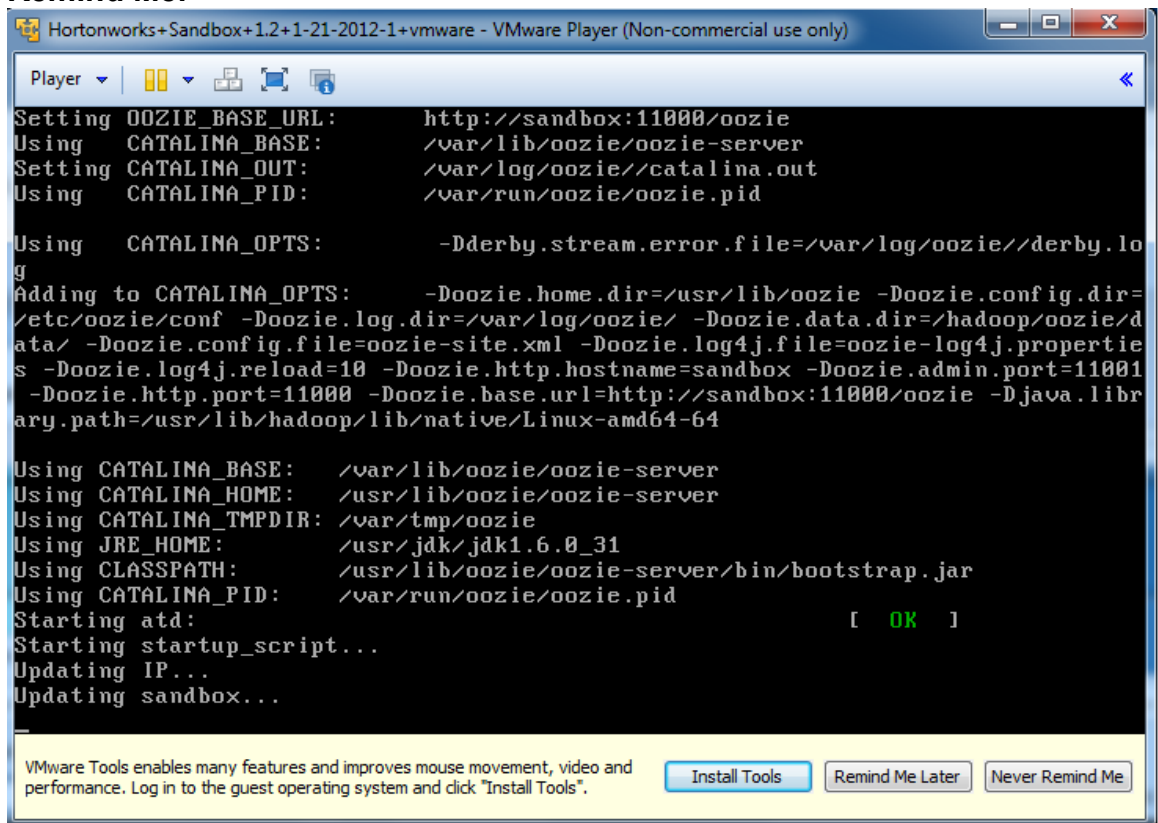 Hortonworks+Sandbox+1.2+1-21-2012-1+vmware - VMware Player (Non-commercial use only)
Player
Setting OOZIE_BASE_URL: http://sandbox:11000/oozie
Using CATALINA_BASE: /var/lib/oozie/oozie-server
Setting CATALINA_OUT: /var/log/oozie//catalina.out
Using CATALINA_PID: /var/run/oozie/oozie.pid
Using CATALINA_OPTS: -Dderby.stream.error.file=/var/log/oozie//derby.lo
g
Adding to CATALINA_OPTS: -Doozie.home.dir=/usr/lib/oozie -Doozie.config.dir=
/etc/oozie/conf -Doozie.log.dir=/var/log/oozie/ -Doozie.data.dir=/hadoop/oozie/d
ata/ -Doozie.config.file=oozie-site.xml -Doozie.log4j.file=oozie-log4j.propertie
s -Doozie.log4j.reload=10 -Doozie.http.hostname=sandbox -Doozie.admin.port=11001
-Doozie.http.port=11000 -Doozie.base.url=http://sandbox:11000/oozie -Djava.libr
ary.path=/usr/lib/hadoop/lib/native/Linux-amd64-64
Using CATALINA_BASE: /var/lib/oozie/oozie-server
Using CATALINA_HOME: /usr/lib/oozie/oozie-server
Using CATALINA_TMPDIR: /var/tmp/oozie
Using JRE_HOME: /usr/jdk/jdk1.6.0_31
Using CLASSPATH: /usr/lib/oozie/oozie-server/bin/bootstrap.jar
Using CATALINA_PID: /var/run/oozie/oozie.pid
Starting atd: [ OK ]
Starting startup_script...
Updating IP...
Updating sandbox...
VMware Tools enables many features and improves mouse movement, video and
performance. Log in to the guest operating system and click "Install Tools".
Install Tools
Remind Me Later
Never Remind Me